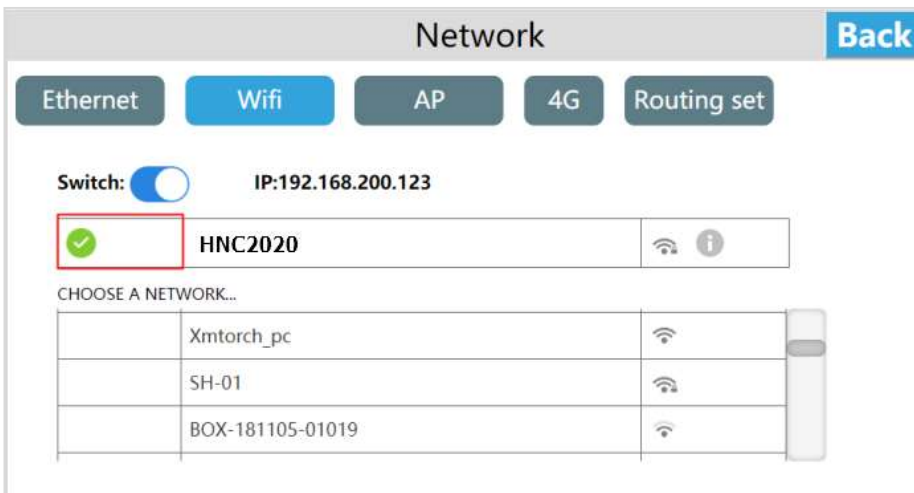 Network Back
Ethernet Wifi AP 4G Routing set
Switch: IP:192.168.200.123
HNC2020
CHOOSE A NETWORK...
Xmtorch_pc
SH-01
BOX-181105-01019